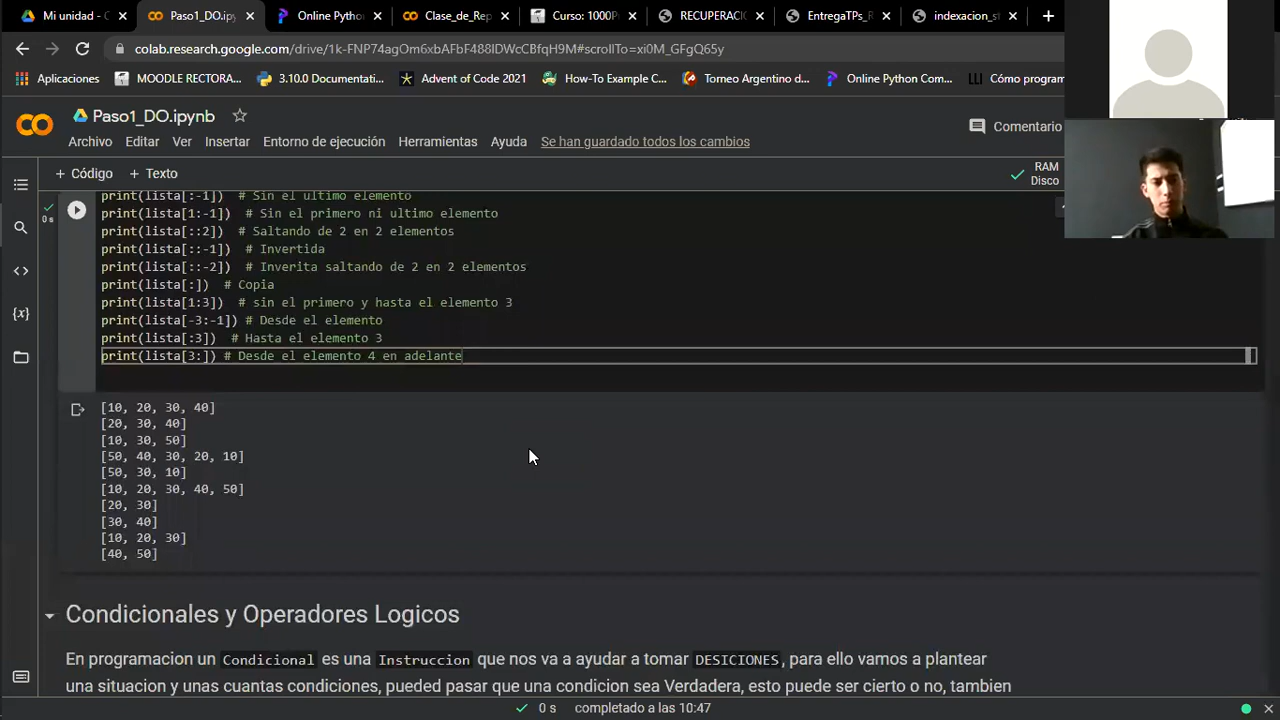 Mi unidad - G
Paso1_DO.ipy
Online Python
Clase_de_Rep
Curso: 1000P
RECUPERACIÓ
EntregaTPs_R
indexacion_s
colab.research.google.com/drive/1k-FNP74agOm6xbAFbF488IDWcCBfqH9M#scrollTo=xi0M_GFgQ65y
Aplicaciones
MOODLE RECTORA...
3.10.0 Documentati...
Advent of Code 2021
How-To Example C...
Torneo Argentino d...
Online Python Com...
Cómo program
Paso1_DO.ipynb
Archivo Editar Ver Insertar Entorno de ejecución Herramientas Ayuda Se han guardado todos los cambios
Comentario
+ Código + Texto
RAM
Disco
print(lista[:-1]) # Sin el ultimo elemento
print(lista[1:-1]) # Sin el primero ni ultimo elemento
print(lista[::2]) # Saltando de 2 en 2 elementos
print(lista[::-1]) # Invertida
print(lista[::-2]) # Inverita saltando de 2 en 2 elementos
print(lista[:]) # Copia
print(lista[1:3]) # sin el primero y hasta el elemento 3
print(lista[-3:-1]) # Desde el elemento
print(lista[:3]) # Hasta el elemento 3
print(lista[3:]) # Desde el elemento 4 en adelante
0 s
[10, 20, 30, 40]
[20, 30, 40]
[10, 30, 50]
[50, 40, 30, 20, 10]
[50, 30, 10]
[10, 20, 30, 40, 50]
[20, 30]
[30, 40]
[10, 20, 30]
[40, 50]
Condicionales y Operadores Logicos
En programacion un Condicional es una Instruccion que nos va a ayudar a tomar DESICIONES, para ello vamos a plantear
una situacion y unas cuantas condiciones, pueded pasar que una condicion sea Verdadera, esto puede ser cierto o no, tambien
0 s completado a las 10:47